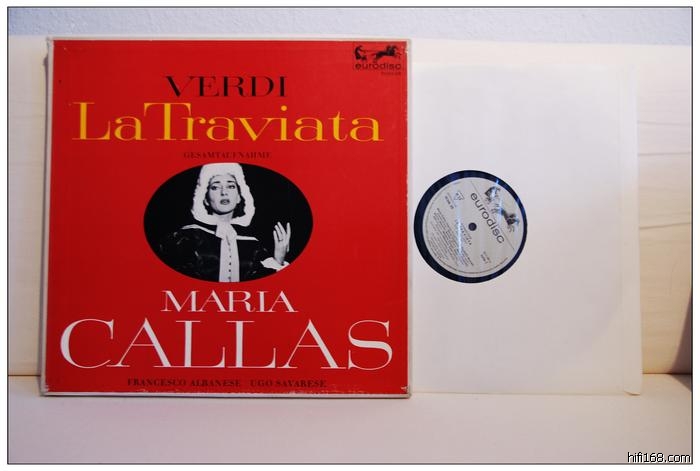 eurodisc
VERDI
La Traviata
GESAMTAUFNAHME
MARIA
CALLAS
FRANCESCO ALBANESE · UGO SAVARESE
eurodisc
hifi168.com